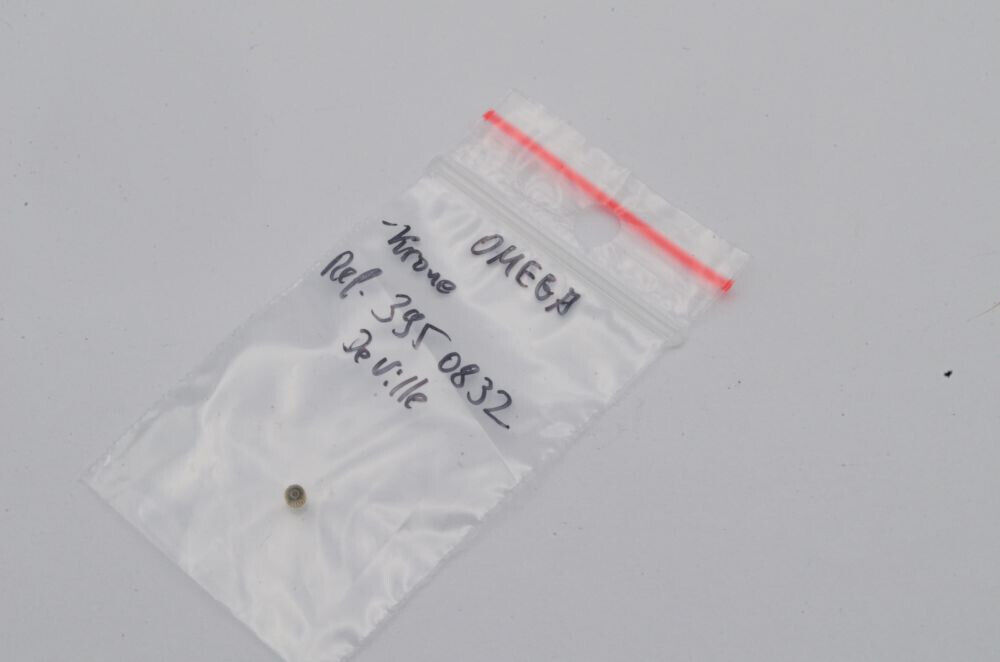 OMEGA
-Krone
Ref. 395 0832
De Ville